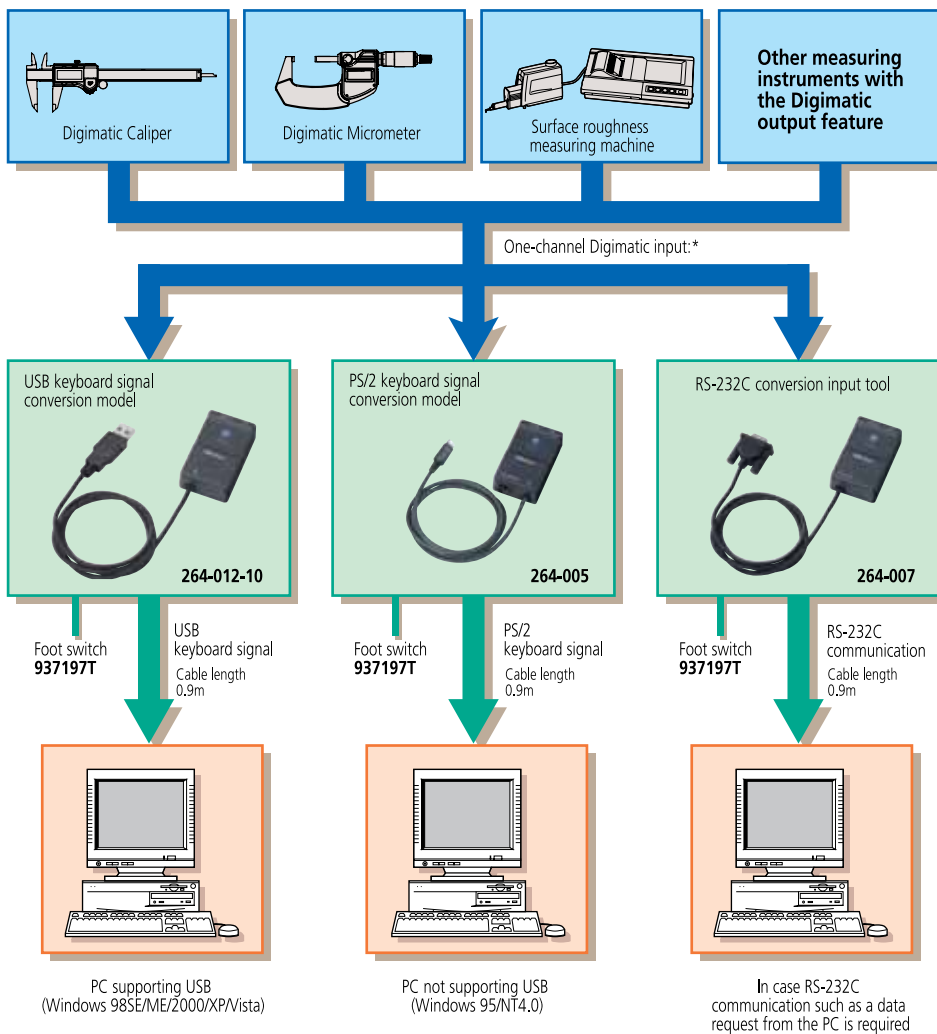 Digimatic Caliper
Digimatic Micrometer
Surface roughness
measuring machine
Other measuring
instruments with
the Digimatic
output feature
One-channel Digimatic input:*
USB keyboard signal
conversion model
264-012-10
PS/2 keyboard signal
conversion model
264-005
RS-232C conversion input tool
264-007
Foot switch
937197T
USB
keyboard signal
Cable length
0.9m
Foot switch
937197T
PS/2
keyboard signal
Cable length
0.9m
Foot switch
937197T
RS-232C
communication
Cable length
0.9m
PC supporting USB
(Windows 98SE/ME/2000/XP/Vista)
PC not supporting USB
(Windows 95/NT4.0)
In case RS-232C
communication such as a data
request from the PC is required